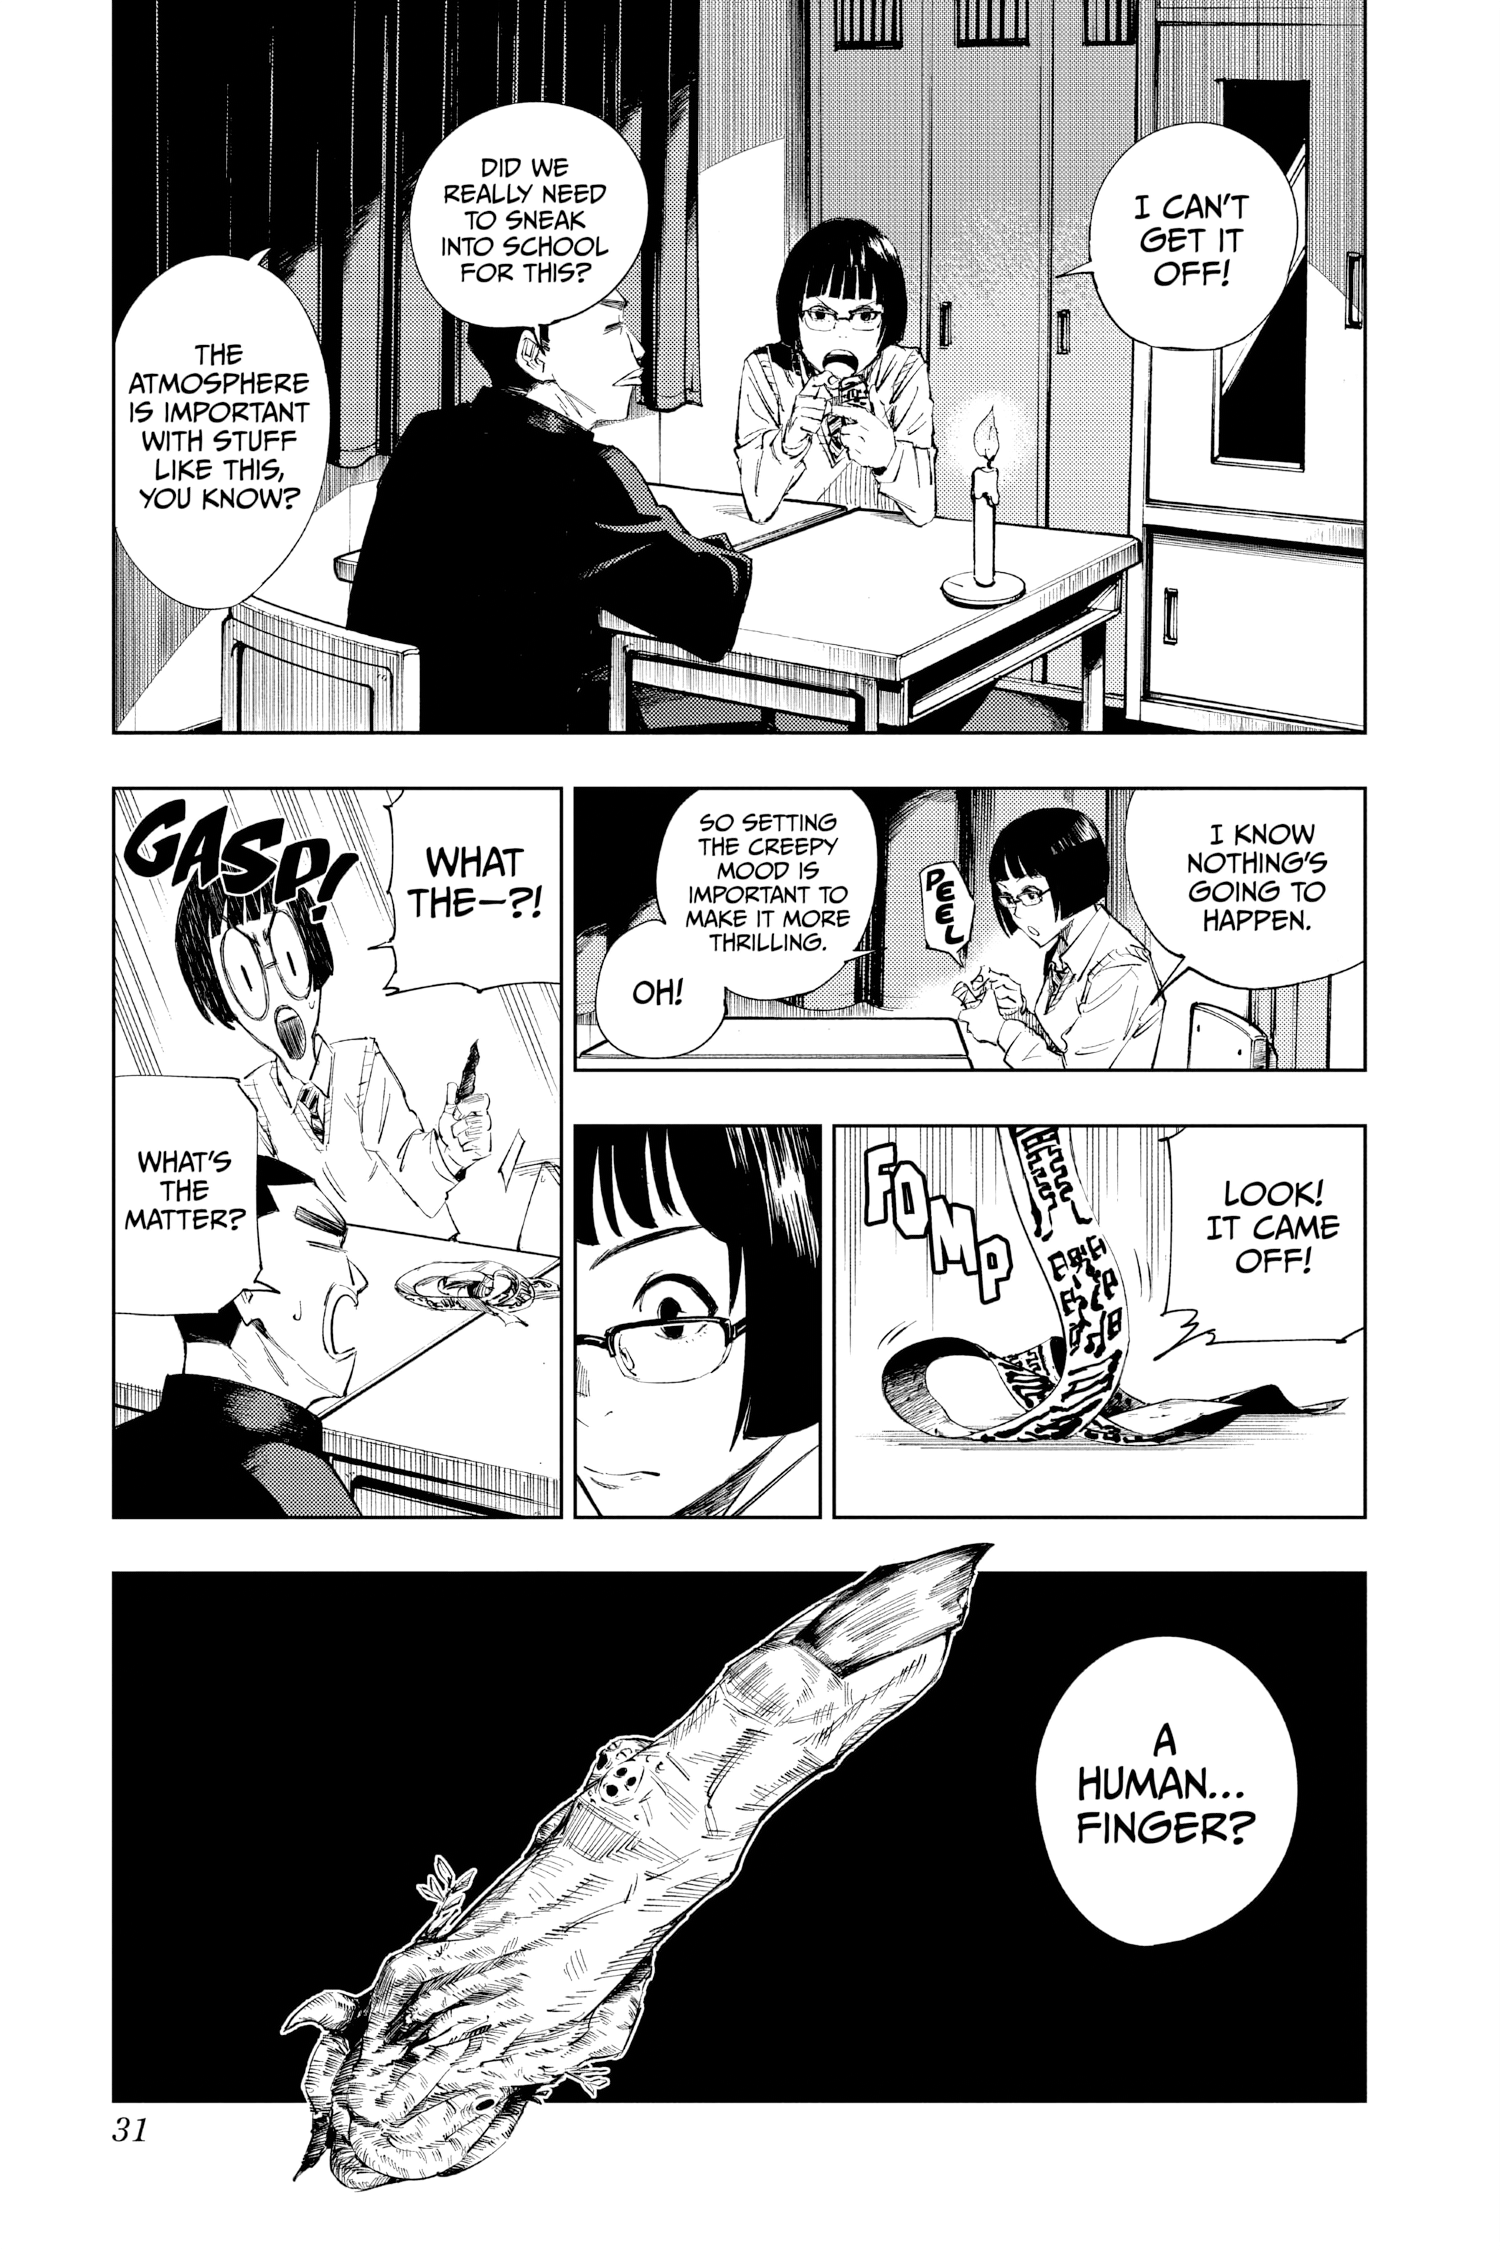 I CAN'T
GET IT
OFF!
DID WE
REALLY NEED
TO SNEAK
INTO SCHOOL
FOR THIS?
THE
ATMOSPHERE
IS IMPORTANT
WITH STUFF
LIKE THIS,
YOU KNOW?
I KNOW
NOTHING'S
GOING TO
HAPPEN.
PEEL
SO SETTING
THE CREEPY
MOOD IS
IMPORTANT TO
MAKE IT MORE
THRILLING.
OH!
LOOK!
IT CAME
OFF!
FOMP
WHAT
THE—?!
GASP!
WHAT'S
THE
MATTER?
A
HUMAN...
FINGER?
31